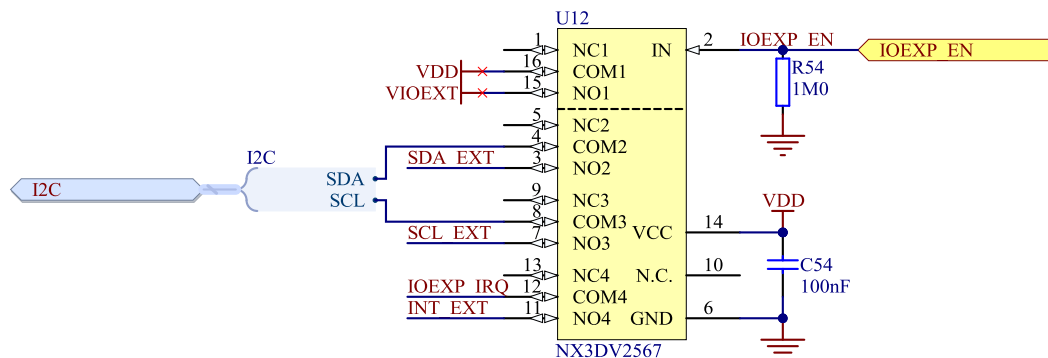 U12
1 NC1 IN 2 IOEXP_EN IOEXP_EN
VDD 16 COM1 R54
VIOEXT 15 NO1 1M0
5 NC2
4 COM2
I2C SDA_EXT 3 NO2
SDA
I2C SCL 9 NC3 VDD
8 COM3
SCL_EXT 7 NO3 VCC 14
13 NC4 N.C. 10 C54
IOEXP_IRQ 12 COM4 100nF
INT_EXT 11 NO4 GND 6
NX3DV2567